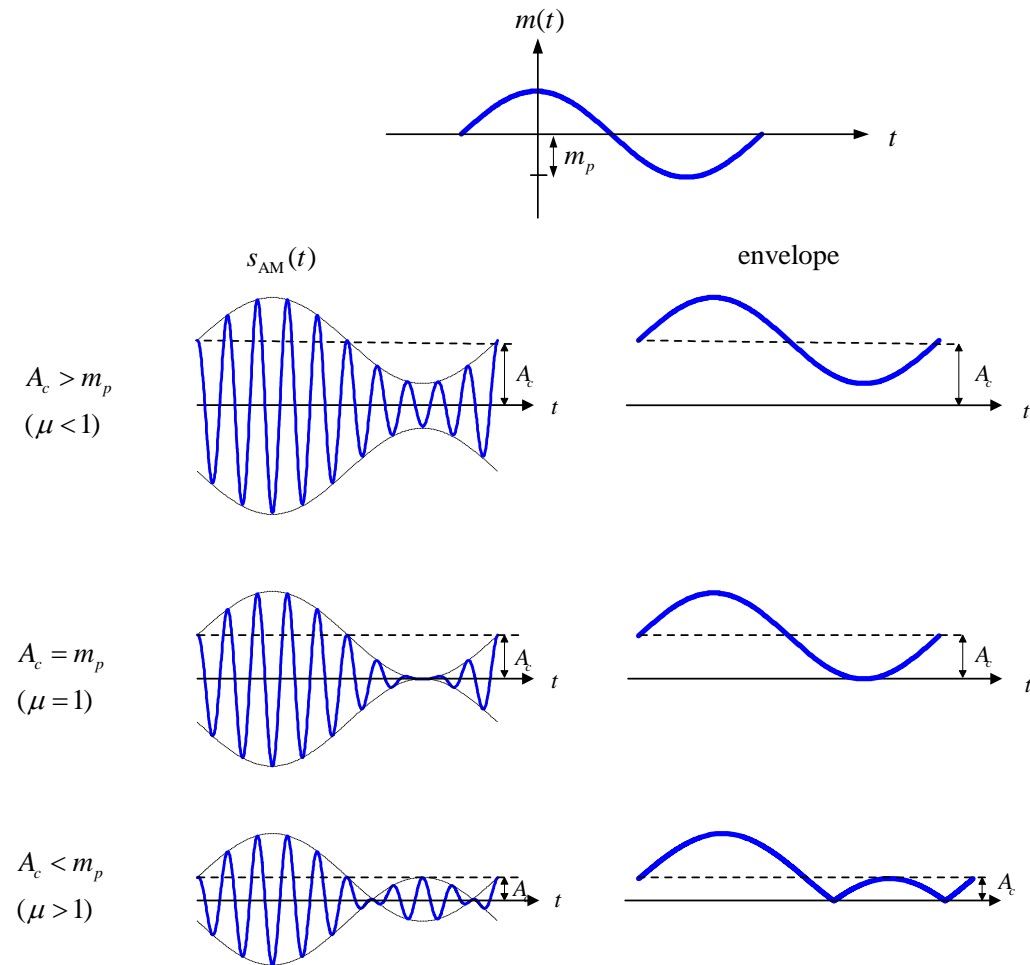 m(t)
t
m_p
s_AM(t)
envelope
A_c > m_p
(μ < 1)
A_c
t
A_c
t
A_c = m_p
(μ = 1)
A_c
t
A_c
t
A_c < m_p
(μ > 1)
A_c
t
A_c
t